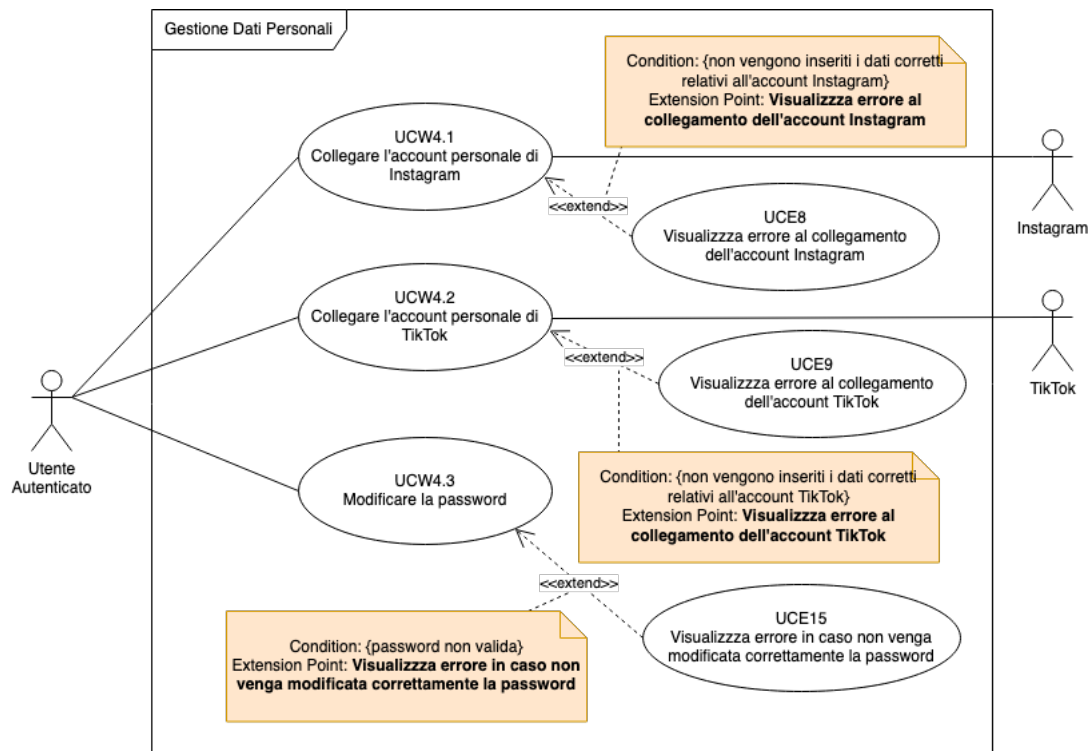 Gestione Dati Personali
Condition: {non vengono inseriti i dati corretti
relativi all'account Instagram}
Extension Point: Visualizzza errore al
collegamento dell'account Instagram
UCW4.1
Collegare l'account personale di
Instagram
<<extend>>
UCE8
Visualizzza errore al collegamento
dell'account Instagram
Instagram
UCW4.2
Collegare l'account personale di
TikTok
<<extend>>
UCE9
Visualizzza errore al collegamento
dell'account TikTok
TikTok
Utente
Autenticato
UCW4.3
Modificare la password
Condition: {non vengono inseriti i dati corretti
relativi all'account TikTok}
Extension Point: Visualizzza errore al
collegamento dell'account TikTok
<<extend>>
UCE15
Visualizzza errore in caso non venga
modificata correttamente la password
Condition: {password non valida}
Extension Point: Visualizzza errore in caso non
venga modificata correttamente la password